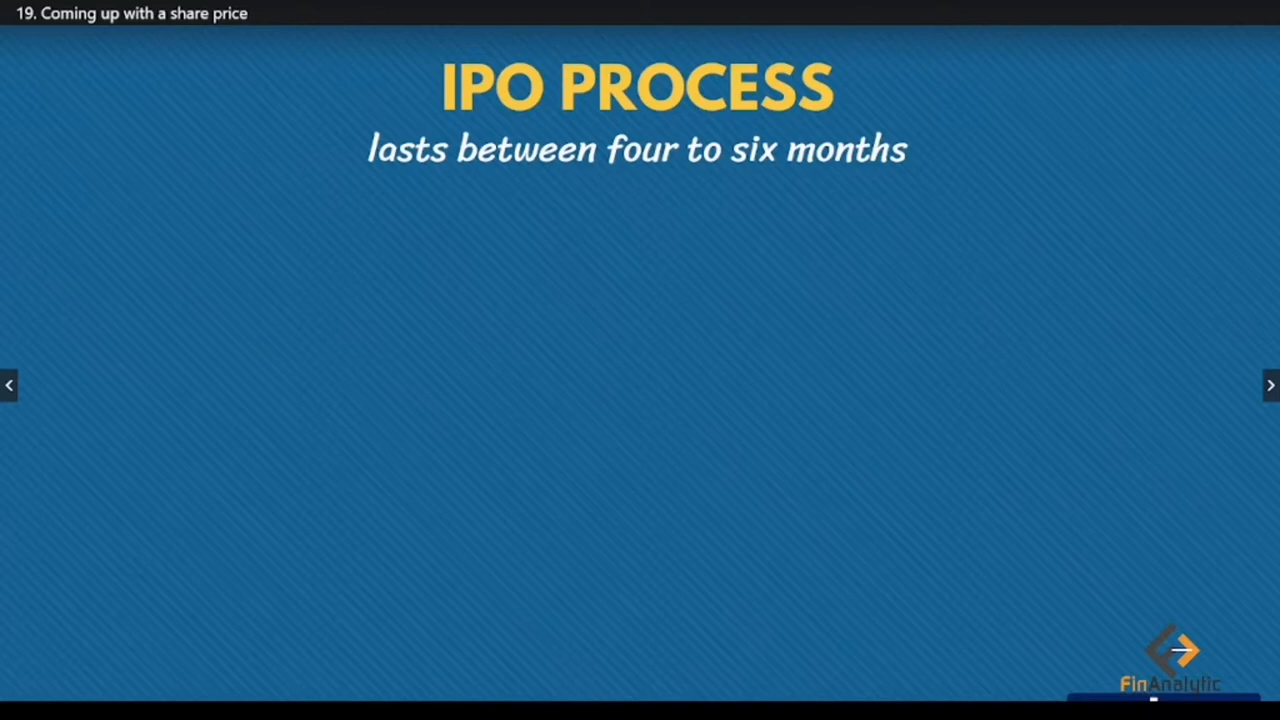 19. Coming up with a share price
IPO PROCESS
lasts between four to six months
FinAnalytic